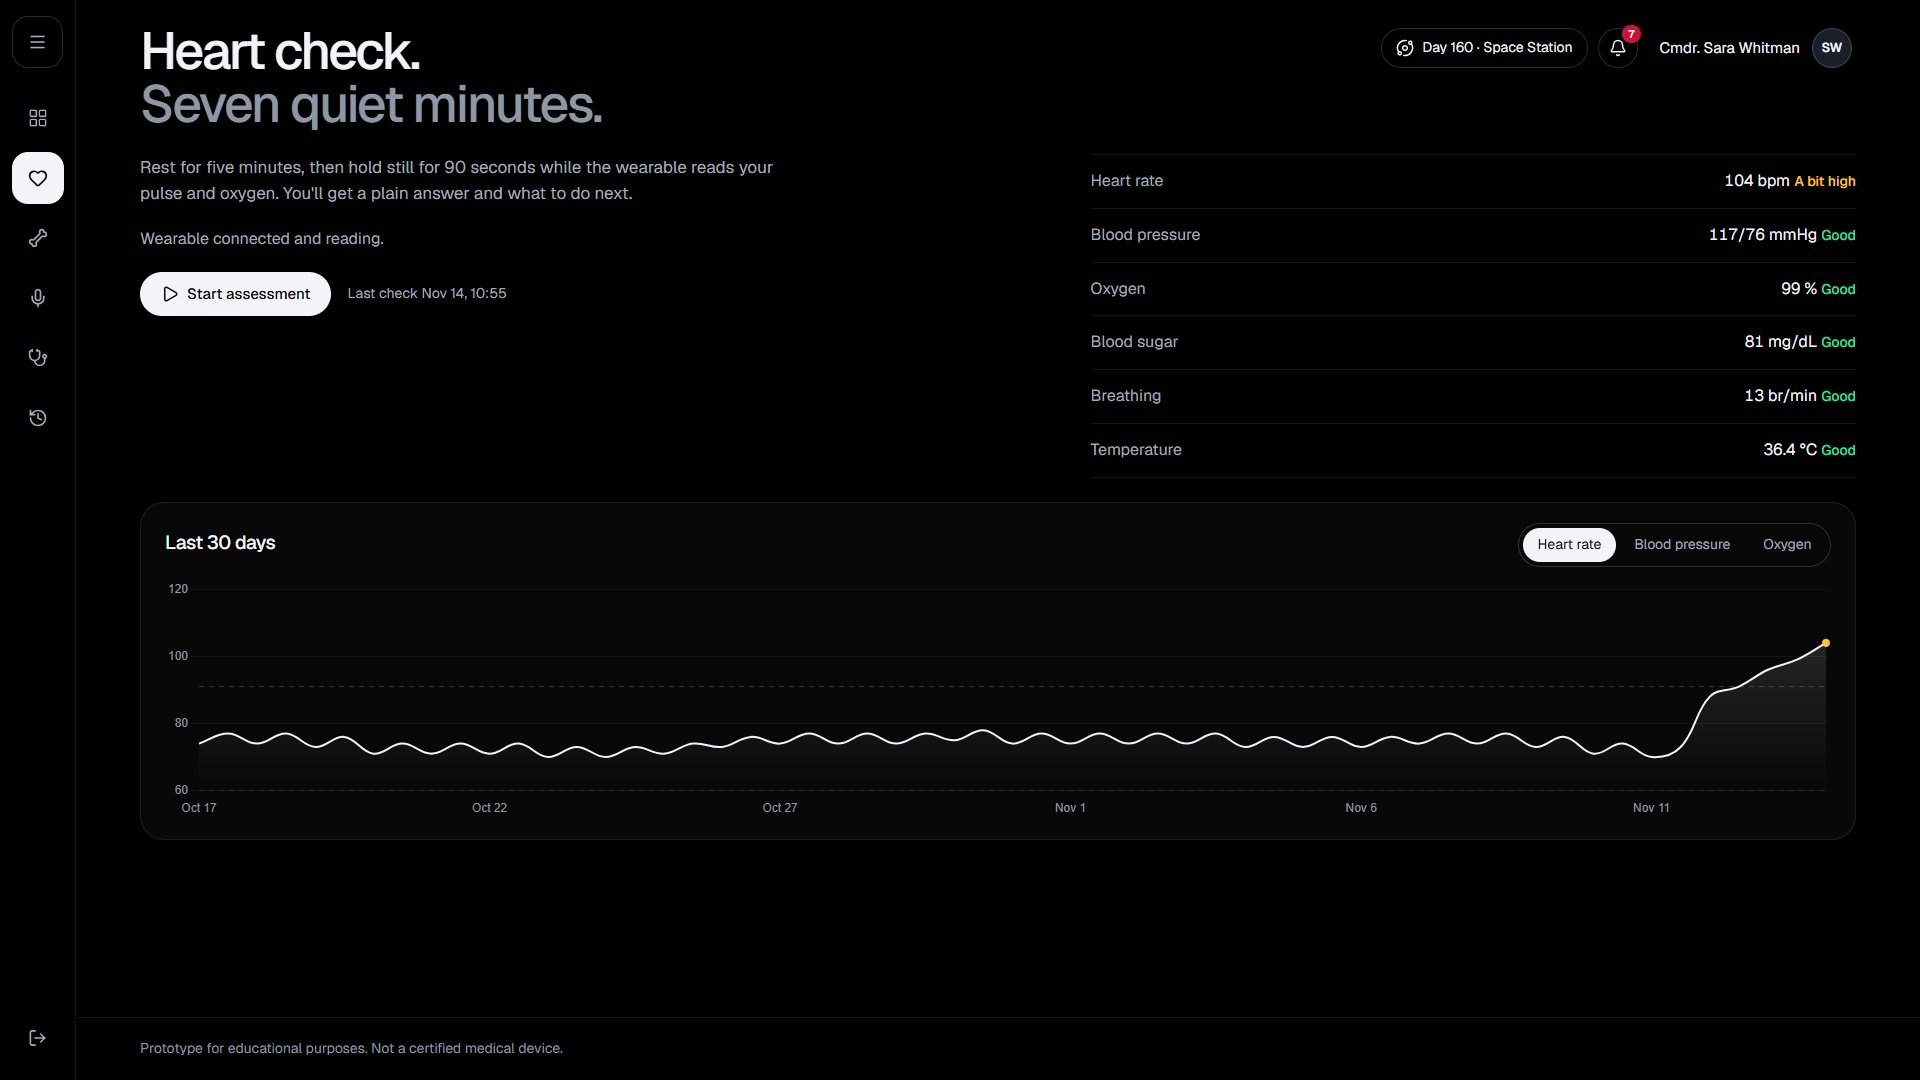 Heart check.
Seven quiet minutes.
Day 160 · Space Station
7
Cmdr. Sara Whitman
SW
Rest for five minutes, then hold still for 90 seconds while the wearable reads your
pulse and oxygen. You'll get a plain answer and what to do next.
Wearable connected and reading.
Start assessment
Last check Nov 14, 10:55
Heart rate 104 bpm A bit high
Blood pressure 117/76 mmHg Good
Oxygen 99 % Good
Blood sugar 81 mg/dL Good
Breathing 13 br/min Good
Temperature 36.4 °C Good
Last 30 days
Heart rate Blood pressure Oxygen
120
100
80
60
Oct 17 Oct 22 Oct 27 Nov 1 Nov 6 Nov 11
Prototype for educational purposes. Not a certified medical device.